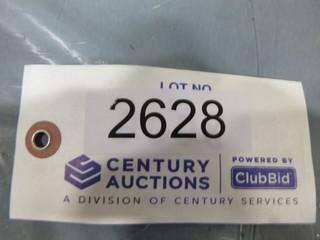 LOT NO.
2628
CENTURY
AUCTIONS
POWERED BY
ClubBid
A DIVISION OF CENTURY SERVICES